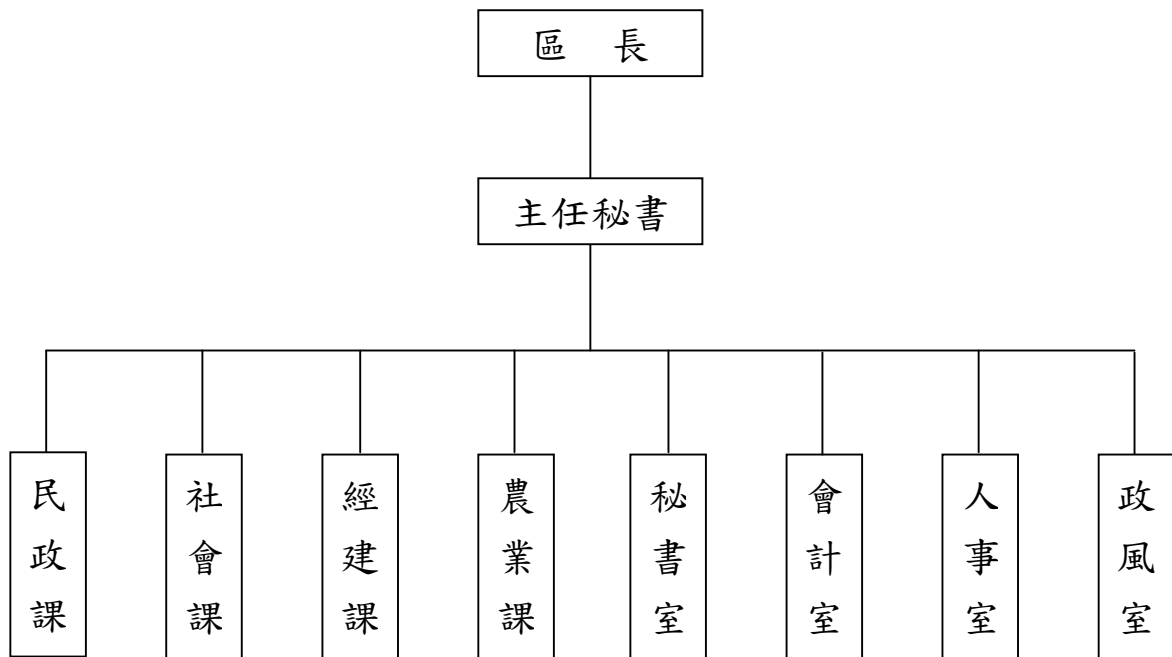 區 長
主任秘書
民政課
社會課
經建課
農業課
秘書室
會計室
人事室
政風室